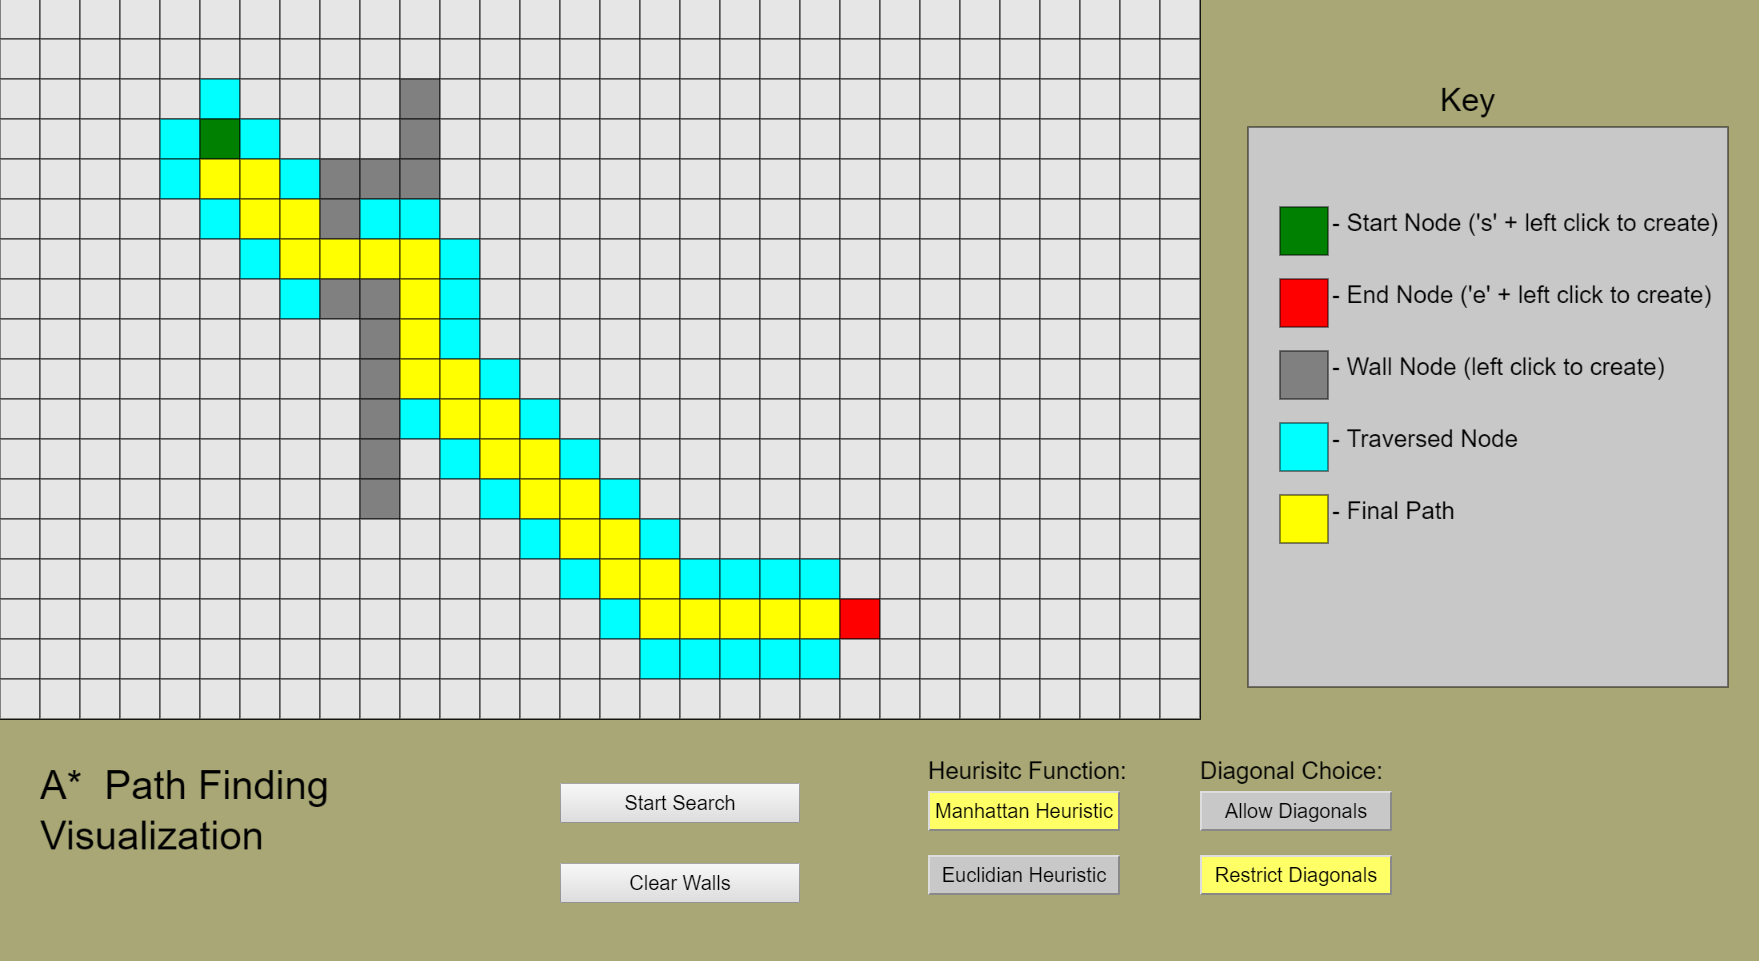 Key
- Start Node ('s' + left click to create)
- End Node ('e' + left click to create)
- Wall Node (left click to create)
- Traversed Node
- Final Path
A* Path Finding
Visualization
Start Search
Clear Walls
Heurisitc Function:
Manhattan Heuristic
Euclidian Heuristic
Diagonal Choice:
Allow Diagonals
Restrict Diagonals